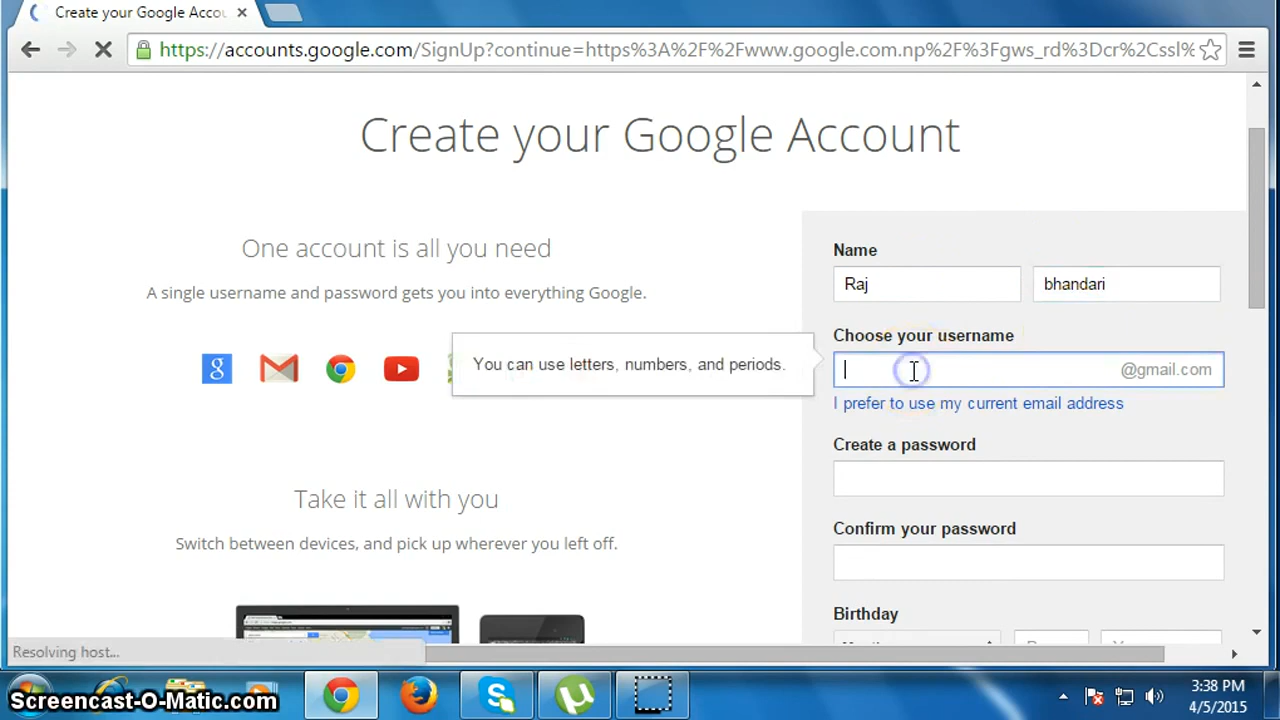 Create your Google Accou
https://accounts.google.com/SignUp?continue=https%3A%2F%2Fwww.google.com.np%2F%3Fgws_rd%3Dcr%2Cssl%
Create your Google Account
One account is all you need
A single username and password gets you into everything Google.
g
You can use letters, numbers, and periods.
Take it all with you
Switch between devices, and pick up wherever you left off.
Name
Raj
bhandari
Choose your username
@gmail.com
I prefer to use my current email address
Create a password
Confirm your password
Birthday
Resolving host...
Screencast-O-Matic.com
3:38 PM
4/5/2015